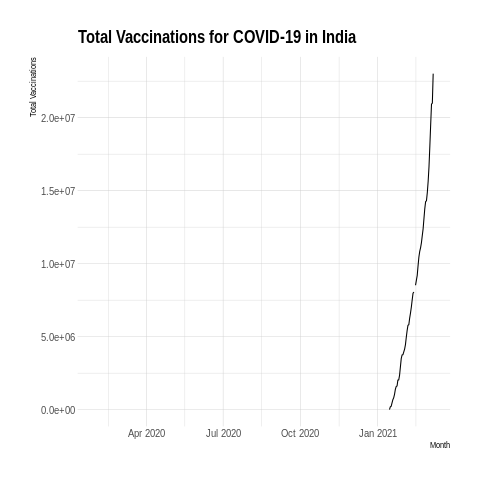 Total Vaccinations for COVID-19 in India
Total Vaccinations
2.0e+07
1.5e+07
1.0e+07
5.0e+06
0.0e+00
Apr 2020 Jul 2020 Oct 2020 Jan 2021
Month